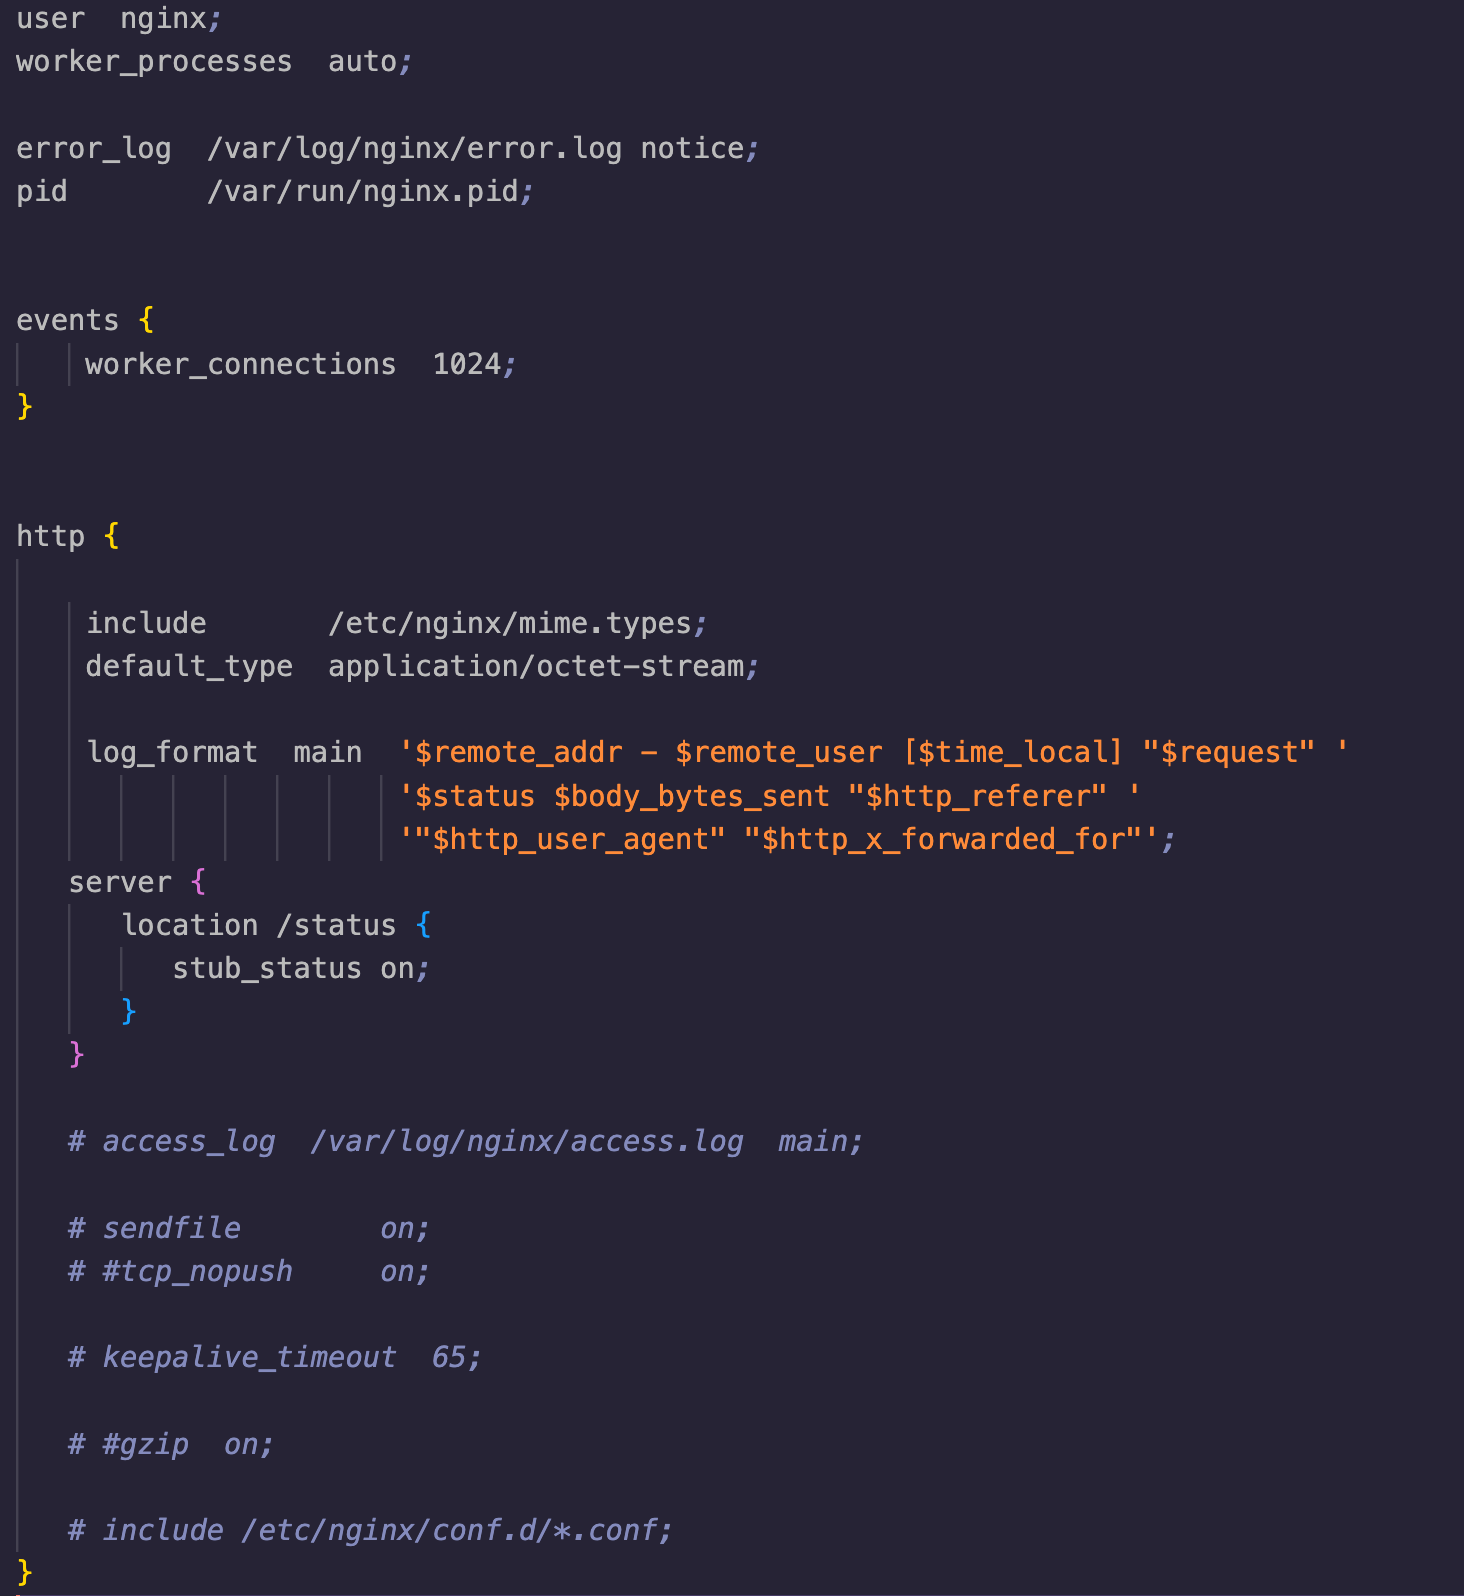 user  nginx;
worker_processes  auto;
error_log  /var/log/nginx/error.log notice;
pid        /var/run/nginx.pid;
events {
    worker_connections  1024;
}
http {
    include       /etc/nginx/mime.types;
    default_type  application/octet-stream;
    log_format  main  '$remote_addr - $remote_user [$time_local] "$request" '
                      '$status $body_bytes_sent "$http_referer" '
                      '"$http_user_agent" "$http_x_forwarded_for"';
   server {
      location /status {
         stub_status on;
      }
   }
   # access_log  /var/log/nginx/access.log  main;
   # sendfile        on;
   # #tcp_nopush     on;
   # keepalive_timeout  65;
   # #gzip  on;
   # include /etc/nginx/conf.d/*.conf;
}